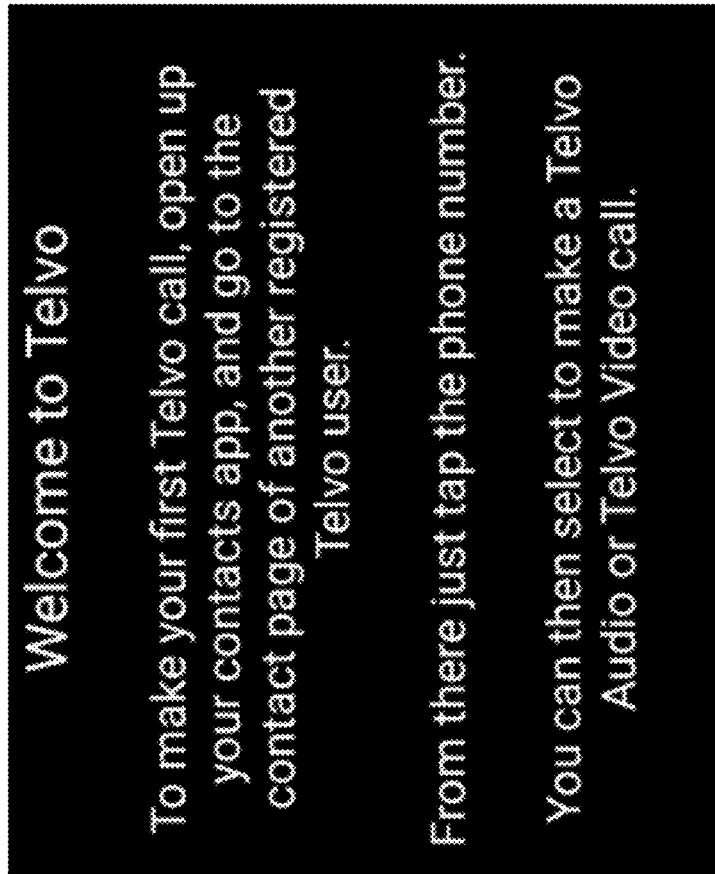 Welcome to Telvo
To make your first Telvo call, open up
your contacts app, and go to the
contact page of another registered
Telvo user.
From there just tap the phone number.
You can then select to make a Telvo
Audio or Telvo Video call.